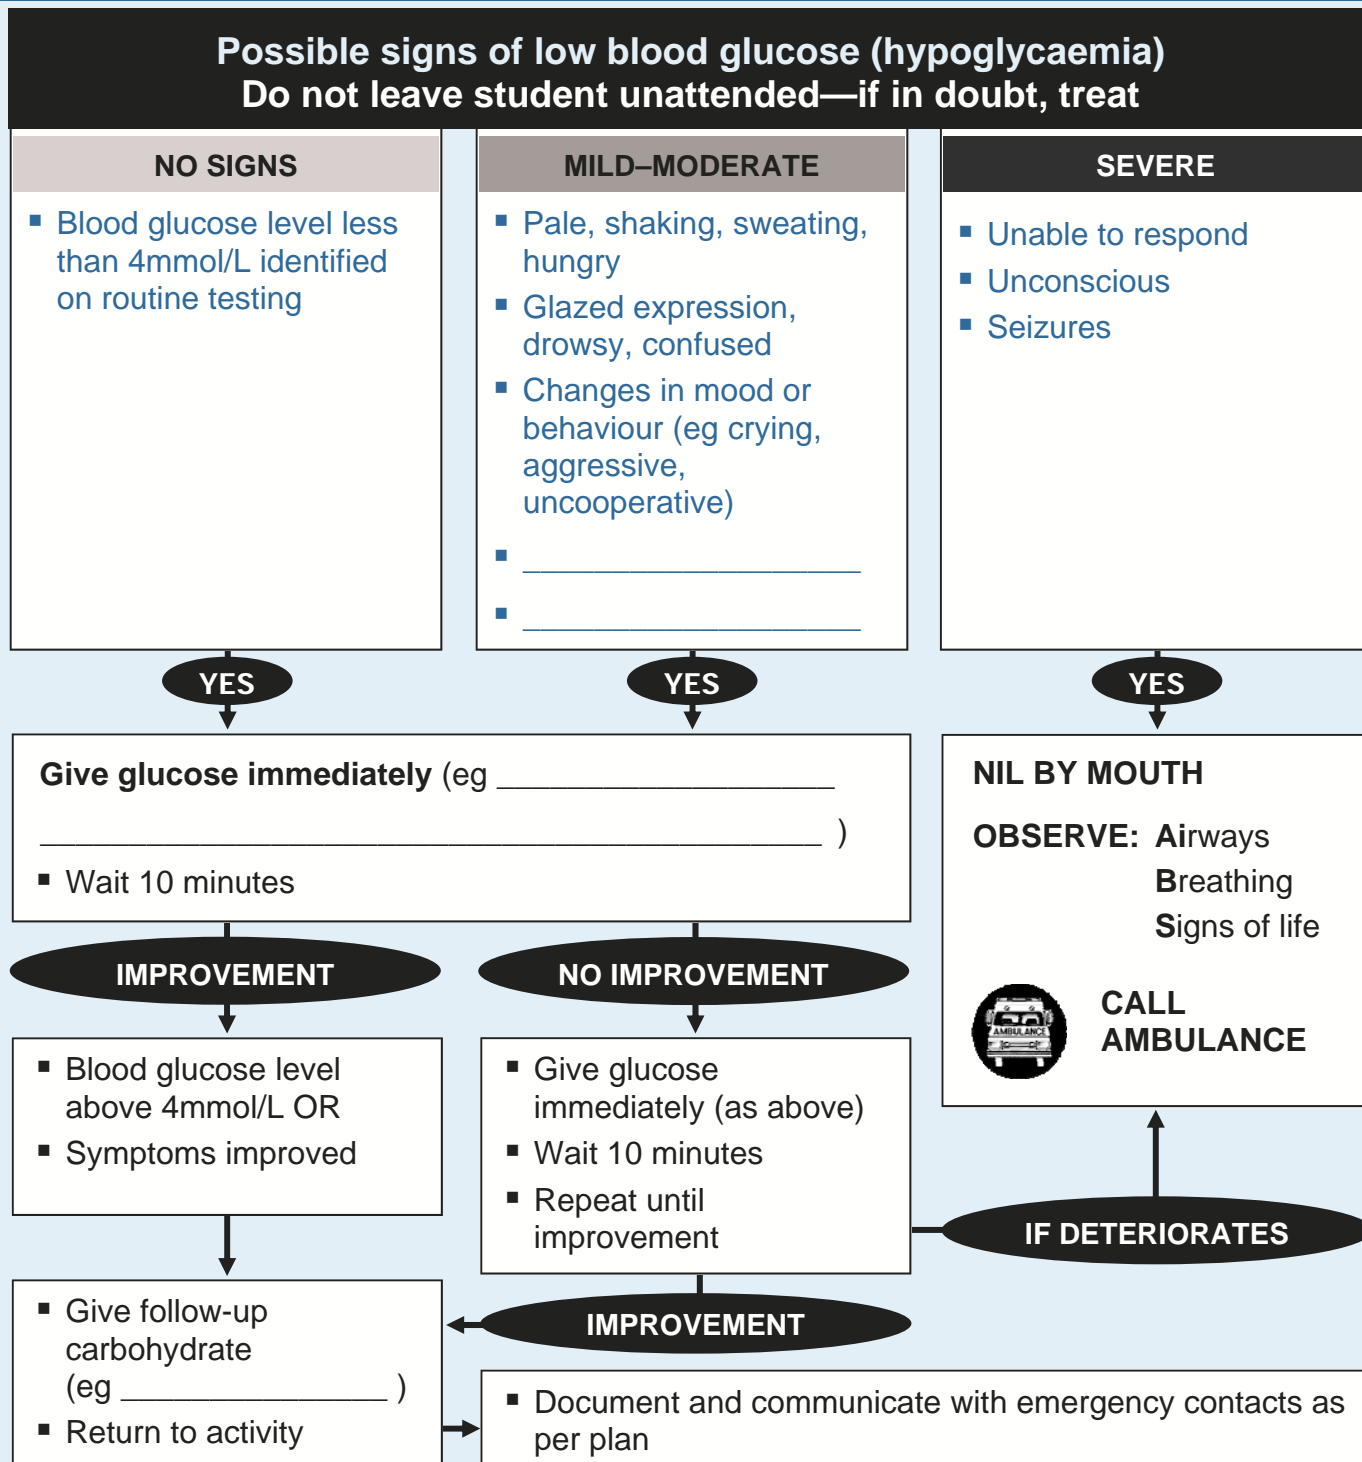 Possible signs of low blood glucose (hypoglycaemia)
Do not leave student unattended—if in doubt, treat
NO SIGNS
▪ Blood glucose level less
than 4mmol/L identified
on routine testing
MILD–MODERATE
▪ Pale, shaking, sweating,
hungry
▪ Glazed expression,
drowsy, confused
▪ Changes in mood or
behaviour (eg crying,
aggressive,
uncooperative)
▪ ___________________
▪ ___________________
SEVERE
▪ Unable to respond
▪ Unconscious
▪ Seizures
YES
YES
YES
Give glucose immediately (eg ___________________
____________________________________________ )
▪ Wait 10 minutes
NIL BY MOUTH
OBSERVE: Airways
Breathing
Signs of life
AMBULANCE
CALL
AMBULANCE
IMPROVEMENT
NO IMPROVEMENT
▪ Blood glucose level
above 4mmol/L OR
▪ Symptoms improved
▪ Give glucose
immediately (as above)
▪ Wait 10 minutes
▪ Repeat until
improvement
IF DETERIORATES
IMPROVEMENT
▪ Give follow-up
carbohydrate
(eg _______________ )
▪ Return to activity
▪ Document and communicate with emergency contacts as
per plan